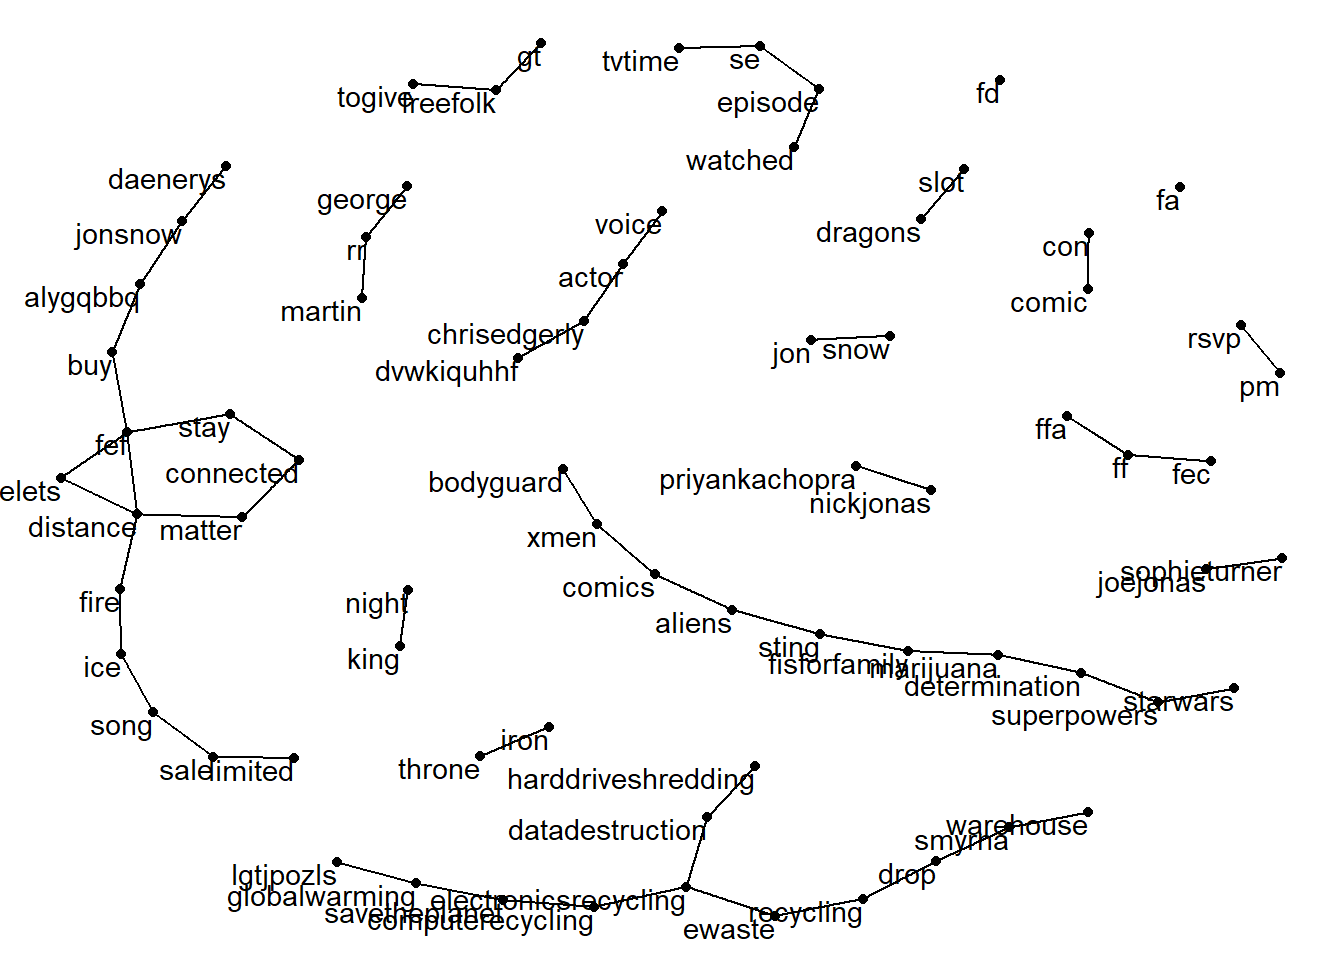 gt
tvtime
se
togive
freefolk
fd
episode
watched
daenerys
slot
george
fa
voice
jonsnow
dragons
rr
con
actor
alygqbbq
comic
martin
chrisedgerly
rsvp
jon
snow
buy
dvwkiquhhf
pm
stay
ffa
fef
connected
ff
fec
bodyguard
priyankachopra
elets
nickjonas
distance
matter
xmen
sophieturner
joejonas
comics
fire
night
aliens
sting
king
fisforfamily
marijuana
ice
determination
starwars
superpowers
song
iron
sale
limited
throne
harddriveshredding
warehouse
datadestruction
smyrna
lgtjpozls
drop
globalwarming
electronicsrecycling
savetheplanet
computerecycling
recycling
ewaste